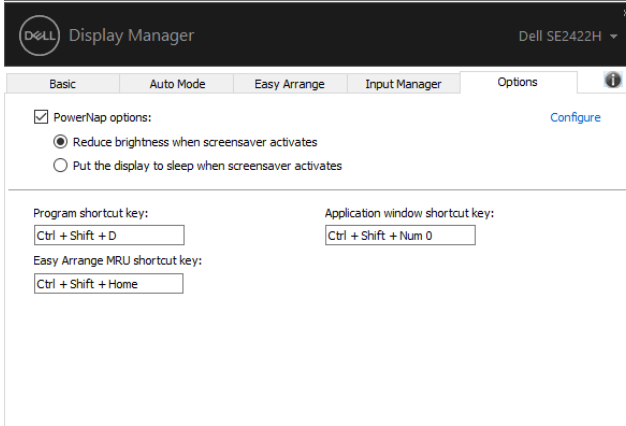 DELL Display Manager
Dell SE2422H
Basic Auto Mode Easy Arrange Input Manager Options
PowerNap options:
Configure
Reduce brightness when screensaver activates
Put the display to sleep when screensaver activates
Program shortcut key:
Ctrl + Shift + D
Application window shortcut key:
Ctrl + Shift + Num 0
Easy Arrange MRU shortcut key:
Ctrl + Shift + Home